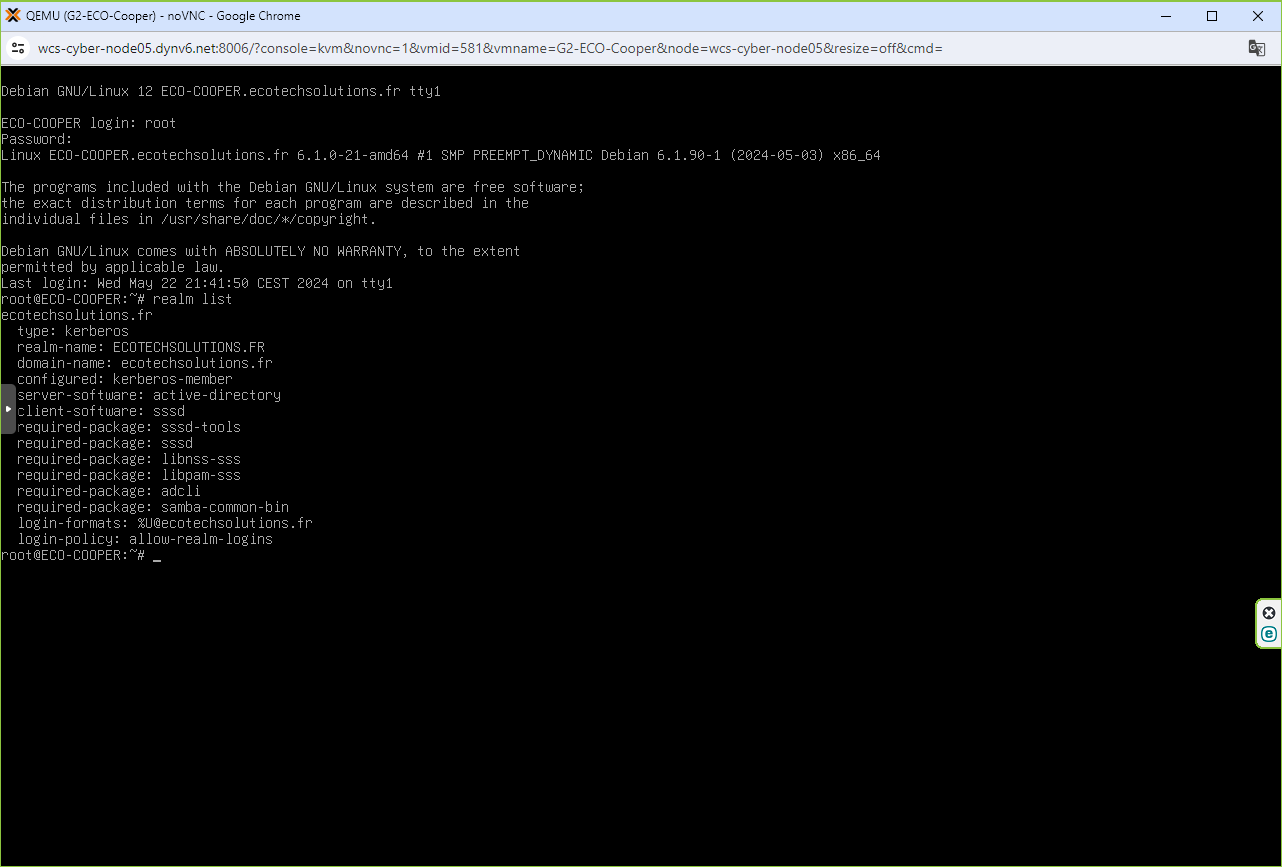 QEMU (G2-ECO-Cooper) - noVNC - Google Chrome
wcs-cyber-node05.dynv6.net:8006/?console=kvm&novnc=1&vmid=581&vmname=G2-ECO-Cooper&node=wcs-cyber-node05&resize=off&cmd=
Debian GNU/Linux 12 ECO-COOPER.ecotechsolutions.fr tty1
ECO-COOPER login: root
Password:
Linux ECO-COOPER.ecotechsolutions.fr 6.1.0-21-amd64 #1 SMP PREEMPT_DYNAMIC Debian 6.1.90-1 (2024-05-03) x86_64
The programs included with the Debian GNU/Linux system are free software;
the exact distribution terms for each program are described in the
individual files in /usr/share/doc/*/copyright.
Debian GNU/Linux comes with ABSOLUTELY NO WARRANTY, to the extent
permitted by applicable law.
Last login: Wed May 22 21:41:50 CEST 2024 on tty1
root@ECO-COOPER:~# realm list
ecotechsolutions.fr
  type: kerberos
  realm-name: ECOTECHSOLUTIONS.FR
  domain-name: ecotechsolutions.fr
  configured: kerberos-member
  server-software: active-directory
  client-software: sssd
  required-package: sssd-tools
  required-package: sssd
  required-package: libnss-sss
  required-package: libpam-sss
  required-package: adcli
  required-package: samba-common-bin
  login-formats: %U@ecotechsolutions.fr
  login-policy: allow-realm-logins
root@ECO-COOPER:~# _